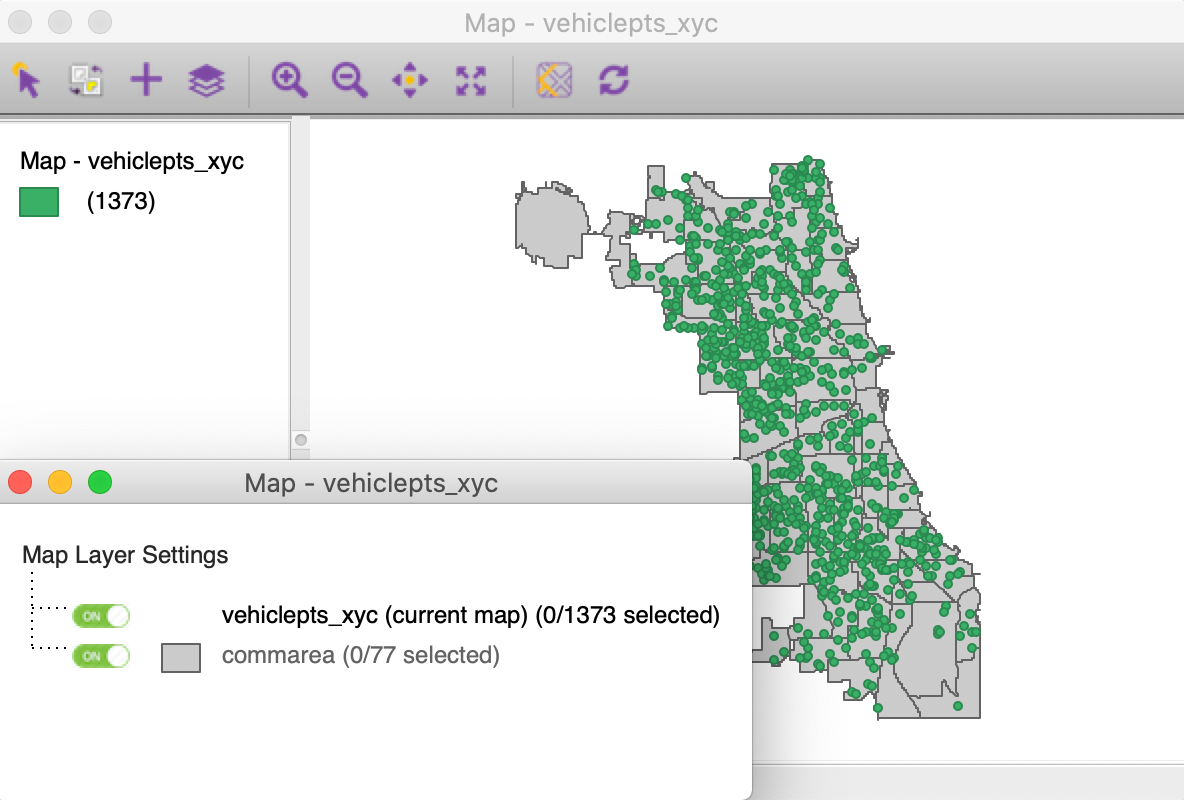 Map - vehiclepts_xyc
Map - vehiclepts_xyc
(1373)
Map - vehiclepts_xyc
Map Layer Settings
ON
vehiclepts_xyc (current map) (0/1373 selected)
ON
commarea (0/77 selected)